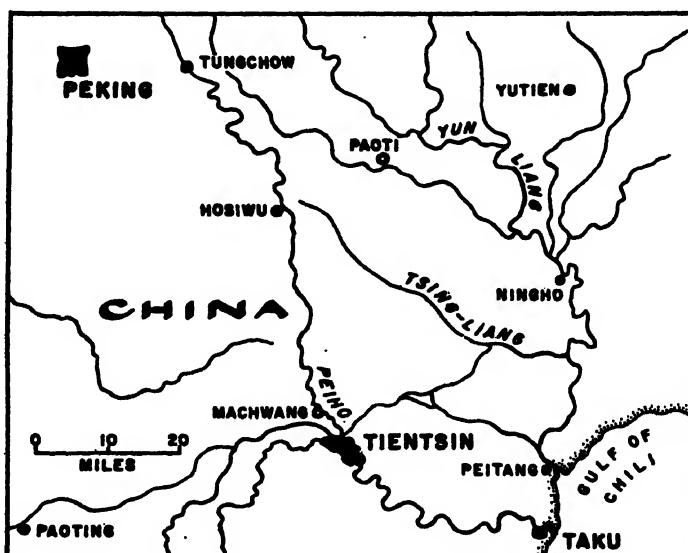 TUNGCHOW
PEKING
YUTIEN
YUN
PAOTI
LIANG
HOSIWU
TSING-LIANG
NINGHO
CHINA
PEIHO
MACHWANG
0 10 20
MILES
TIENTSIN
PEITANG
GULF OF
CHILI
PAOTING
TAKU